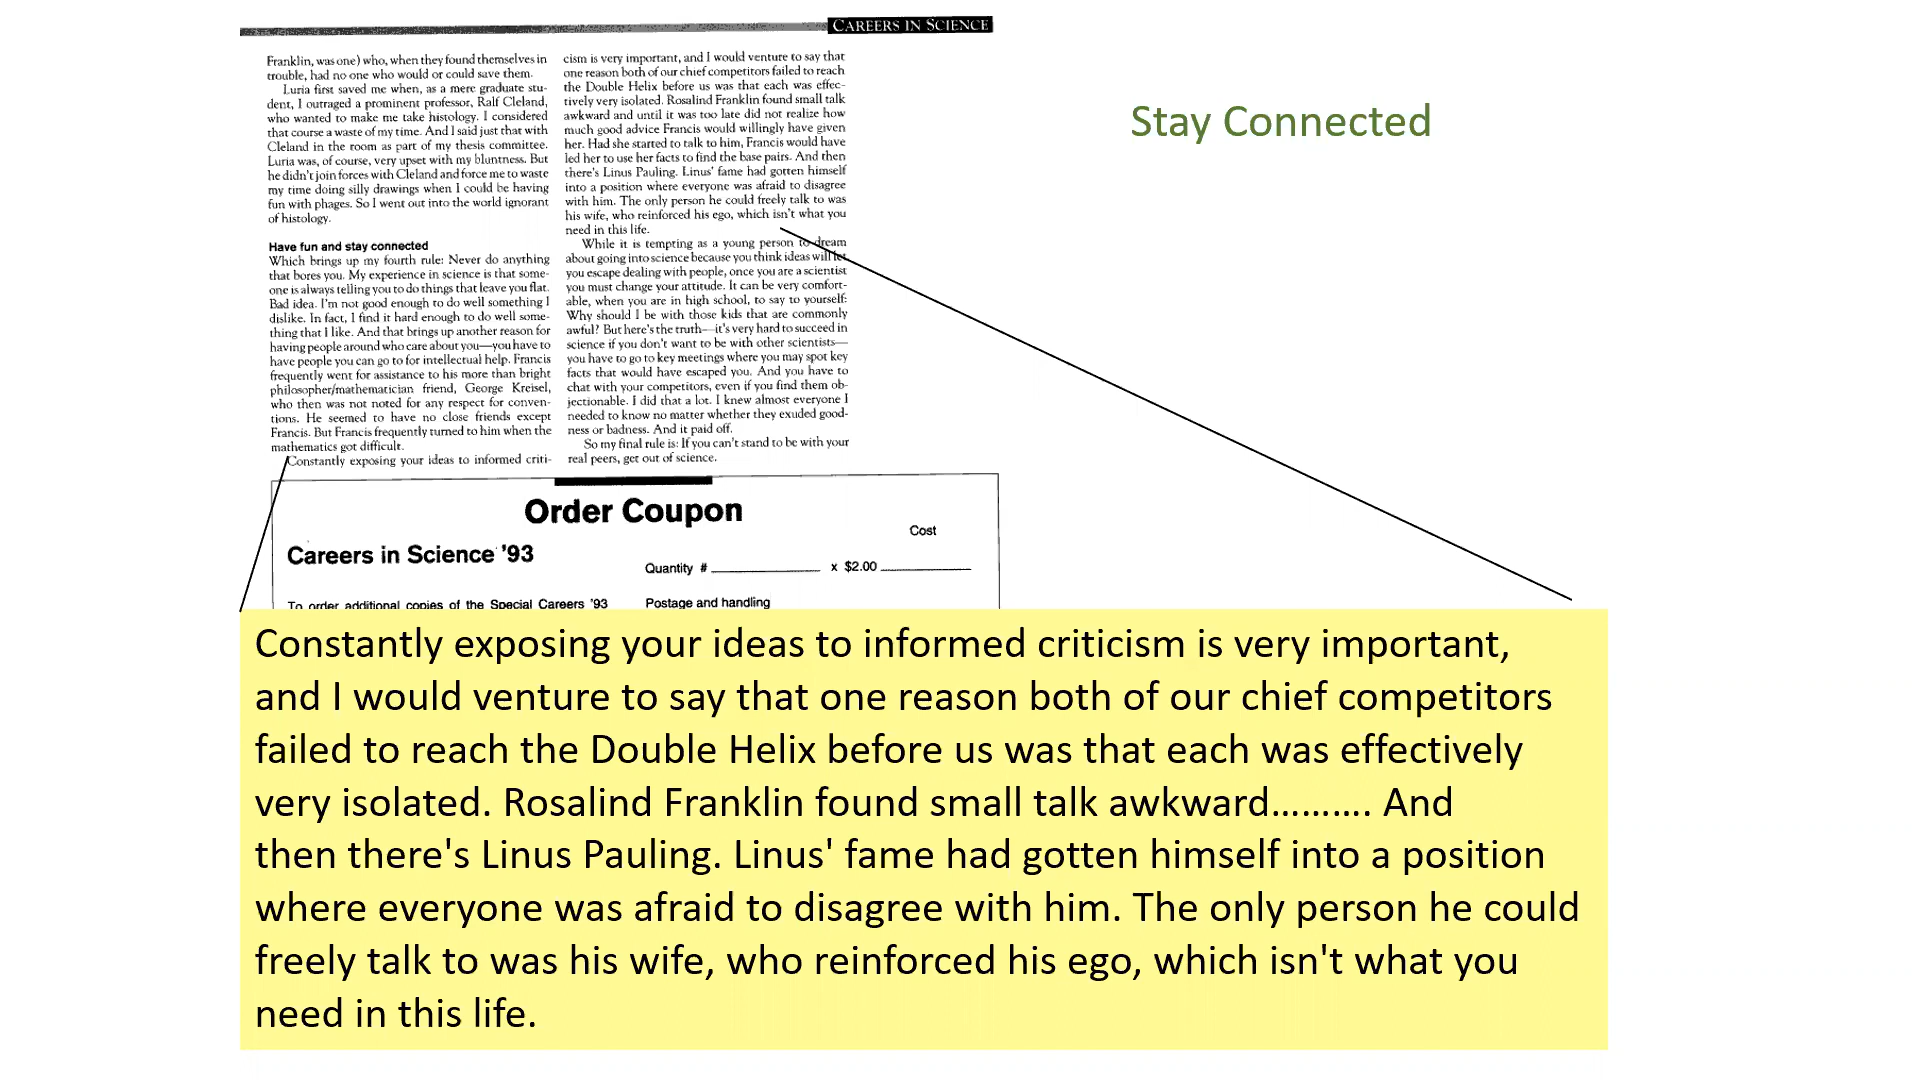 CAREERS IN SCIENCE
Franklin, was one) who, when they found themselves in
trouble, had no one who would or could save them.
Luria first saved me when, as a mere graduate stu-
dent, I outraged a prominent professor, Ralf Cleland,
who wanted to make me take histology. I considered
that course a waste of my time. And I said just that with
Cleland in the room as part of my thesis committee.
Luria was, of course, very upset with my bluntness. But
he didn't join forces with Cleland and force me to waste
my time doing silly drawings when I could be having
fun with phages. So I went out into the world ignorant
of histology.
Have fun and stay connected
Which brings up my fourth rule: Never do anything
that bores you. My experience in science is that some-
one is always telling you to do things that leave you flat.
Bad idea. I'm not good enough to do well something I
dislike. In fact, I find it hard enough to do well some-
thing that I like. And that brings up another reason for
having people around who care about you—you have to
have people you can go to for intellectual help. Francis
frequently went for assistance to his more than bright
philosopher/mathematician friend, George Kreisel,
who then was not noted for any respect for conven-
tions. He seemed to have no close friends except
Francis. But Francis frequently turned to him when the
mathematics got difficult.
Constantly exposing your ideas to informed criti-
cism is very important, and I would venture to say that
one reason both of our chief competitors failed to reach
the Double Helix before us was that each was effec-
tively very isolated. Rosalind Franklin found small talk
awkward and until it was too late did not realize how
much good advice Francis would willingly have given
her. Had she started to talk to him, Francis would have
led her to use her facts to find the base pairs. And then
there's Linus Pauling. Linus' fame had gotten himself
into a position where everyone was afraid to disagree
with him. The only person he could freely talk to was
his wife, who reinforced his ego, which isn't what you
need in this life.
While it is tempting as a young person to dream
about going into science because you think ideas will let
you escape dealing with people, once you are a scientist
you must change your attitude. It can be very comfort-
able, when you are in high school, to say to yourself:
Why should I be with those kids that are commonly
awful? But here's the truth—it's very hard to succeed in
science if you don't want to be with other scientists—
you have to go to key meetings where you may spot key
facts that would have escaped you. And you have to
chat with your competitors, even if you find them ob-
jectionable. I did that a lot. I knew almost everyone I
needed to know no matter whether they exuded good-
ness or badness. And it paid off.
So my final rule is: If you can't stand to be with your
real peers, get out of science.
Stay Connected
Order Coupon
Cost
Careers in Science '93
Quantity # x $2.00
To order additional copies of the Special Careers '93
Postage and handling
Constantly exposing your ideas to informed criticism is very important,
and I would venture to say that one reason both of our chief competitors
failed to reach the Double Helix before us was that each was effectively
very isolated. Rosalind Franklin found small talk awkward………. And
then there's Linus Pauling. Linus' fame had gotten himself into a position
where everyone was afraid to disagree with him. The only person he could
freely talk to was his wife, who reinforced his ego, which isn't what you
need in this life.